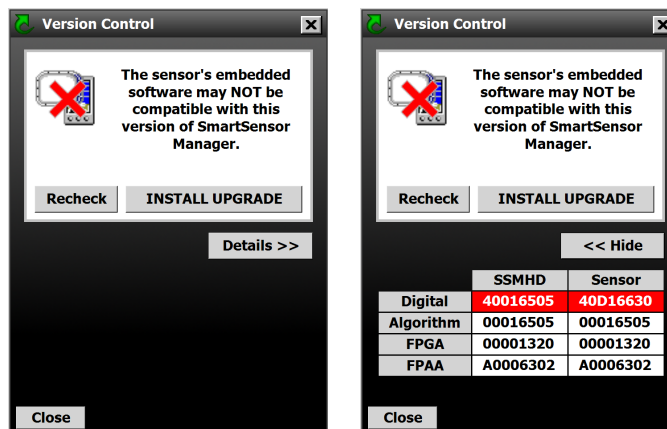 Version Control
X
The sensor's embedded
software may NOT be
compatible with this
version of SmartSensor
Manager.
Recheck INSTALL UPGRADE
Details >>
Close
Version Control
X
The sensor's embedded
software may NOT be
compatible with this
version of SmartSensor
Manager.
Recheck INSTALL UPGRADE
<< Hide
SSMHD Sensor
Digital 40016505 40D16630
Algorithm 00016505 00016505
FPGA 00001320 00001320
FPAA A0006302 A0006302
Close